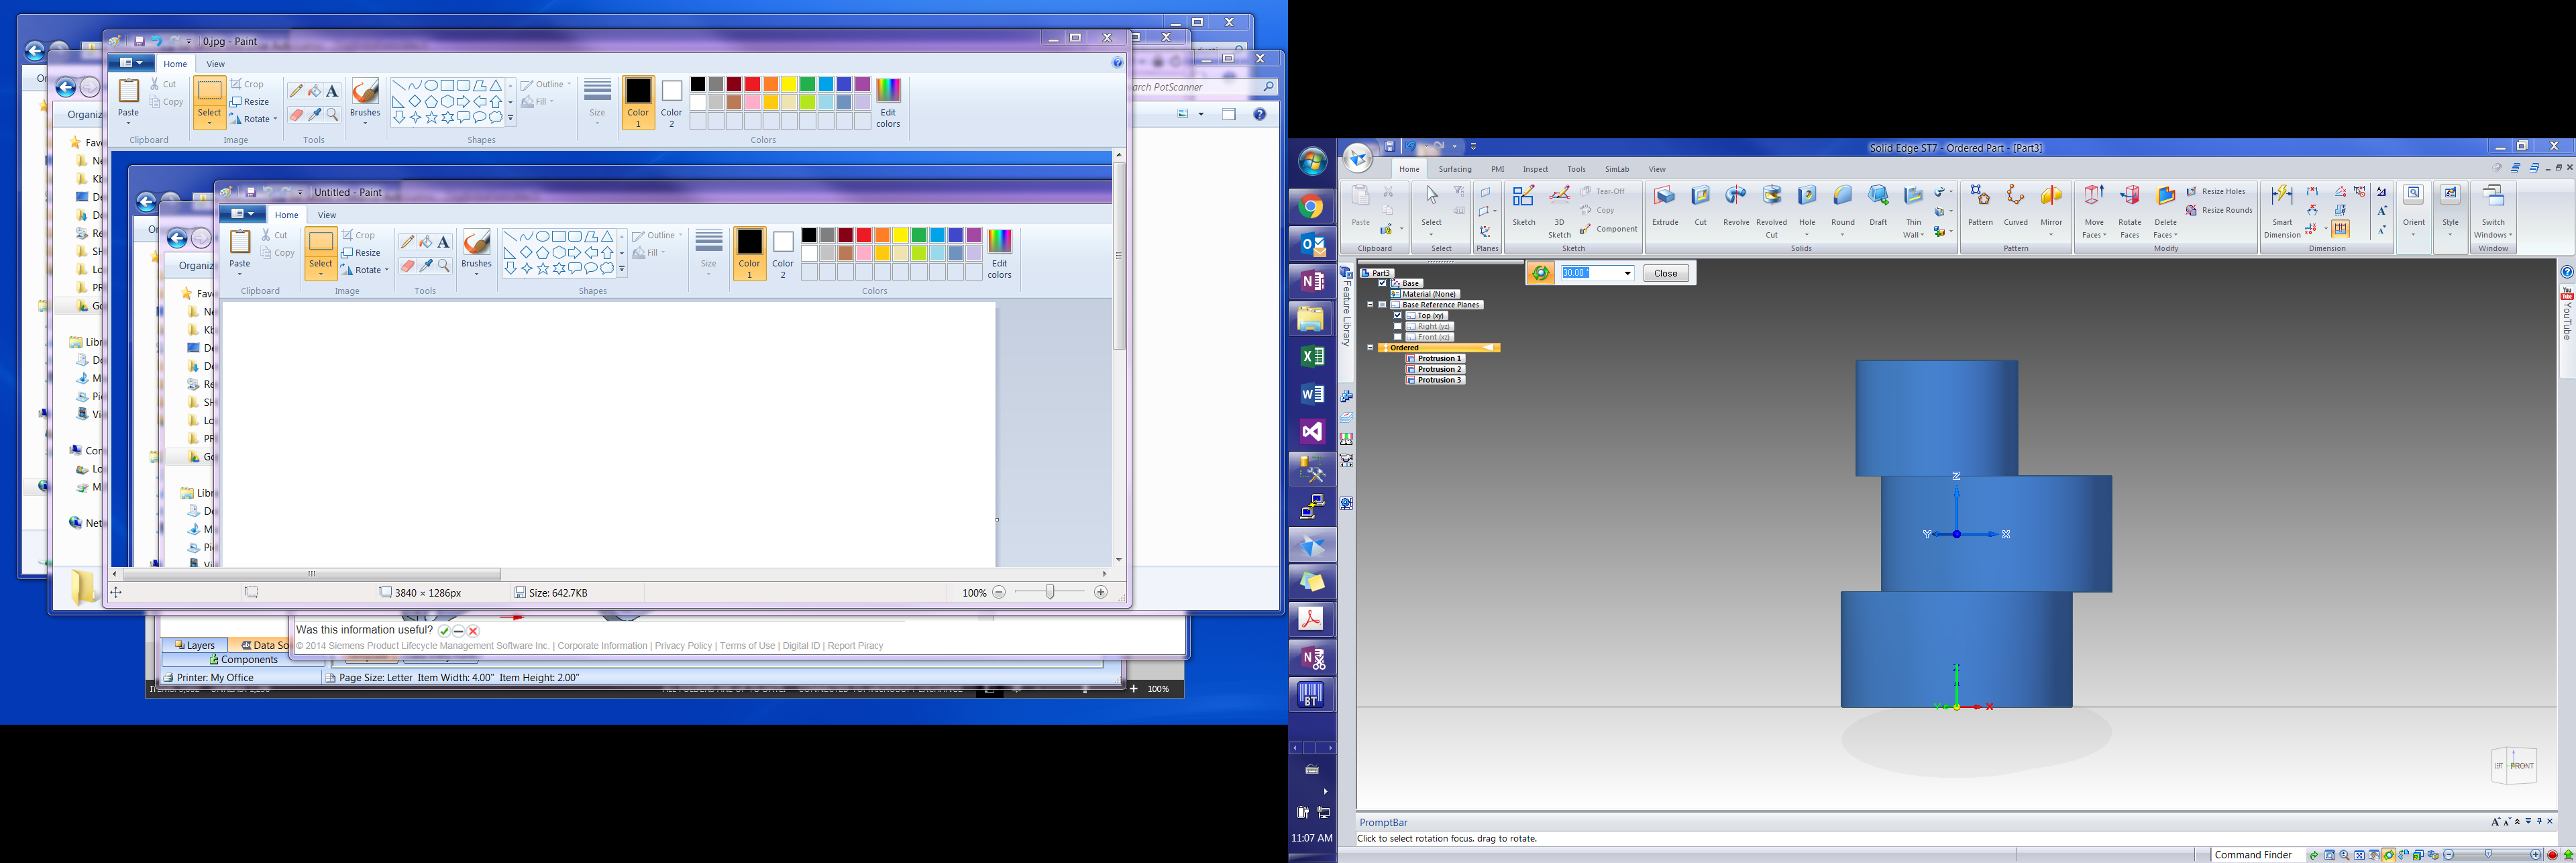 0.jpg - Paint
Home
View
Paste
Cut
Copy
Clipboard
Select
Crop
Resize
Rotate
Image
Tools
Brushes
Shapes
Outline
Fill
Size
Color
1
Color
2
Edit
colors
Colors
Organiz
Untitled - Paint
Home
View
Paste
Cut
Copy
Clipboard
Select
Crop
Resize
Rotate
Image
Tools
Brushes
Shapes
Outline
Fill
Size
Color
1
Color
2
Edit
colors
Colors
Organiz
3840 × 1286px
Size: 642.7KB
100%
arch PotScanner
Was this information useful?
© 2014 Siemens Product Lifecycle Management Software Inc. | Corporate Information | Privacy Policy | Terms of Use | Digital ID | Report Piracy
Layers
Data So
Components
Printer: My Office
Page Size: Letter Item Width: 4.00" Item Height: 2.00"
100%
11:07 AM
Solid Edge ST7 - Ordered Part - [Part3]
Home
Surfacing
PMI
Inspect
Tools
SimLab
View
Paste
Clipboard
Select
Select
Planes
Sketch
3D
Sketch
Tear-Off
Copy
Component
Sketch
Extrude
Cut
Revolve
Revolved
Cut
Hole
Round
Draft
Thin
Wall
Solids
Pattern
Curved
Mirror
Pattern
Move
Faces
Rotate
Faces
Delete
Faces
Resize Holes
Resize Rounds
Modify
Smart
Dimension
Dimension
Orient
Style
Switch
Windows
Window
Part3
Base
Material (None)
Base Reference Planes
Top (xy)
Right (yz)
Front (xz)
Ordered
Protrusion 1
Protrusion 2
Protrusion 3
30.00 °
Close
Feature Library
YouTube
Z
Y
X
X
LEFT
FRONT
PromptBar
Click to select rotation focus, drag to rotate.
Command Finder